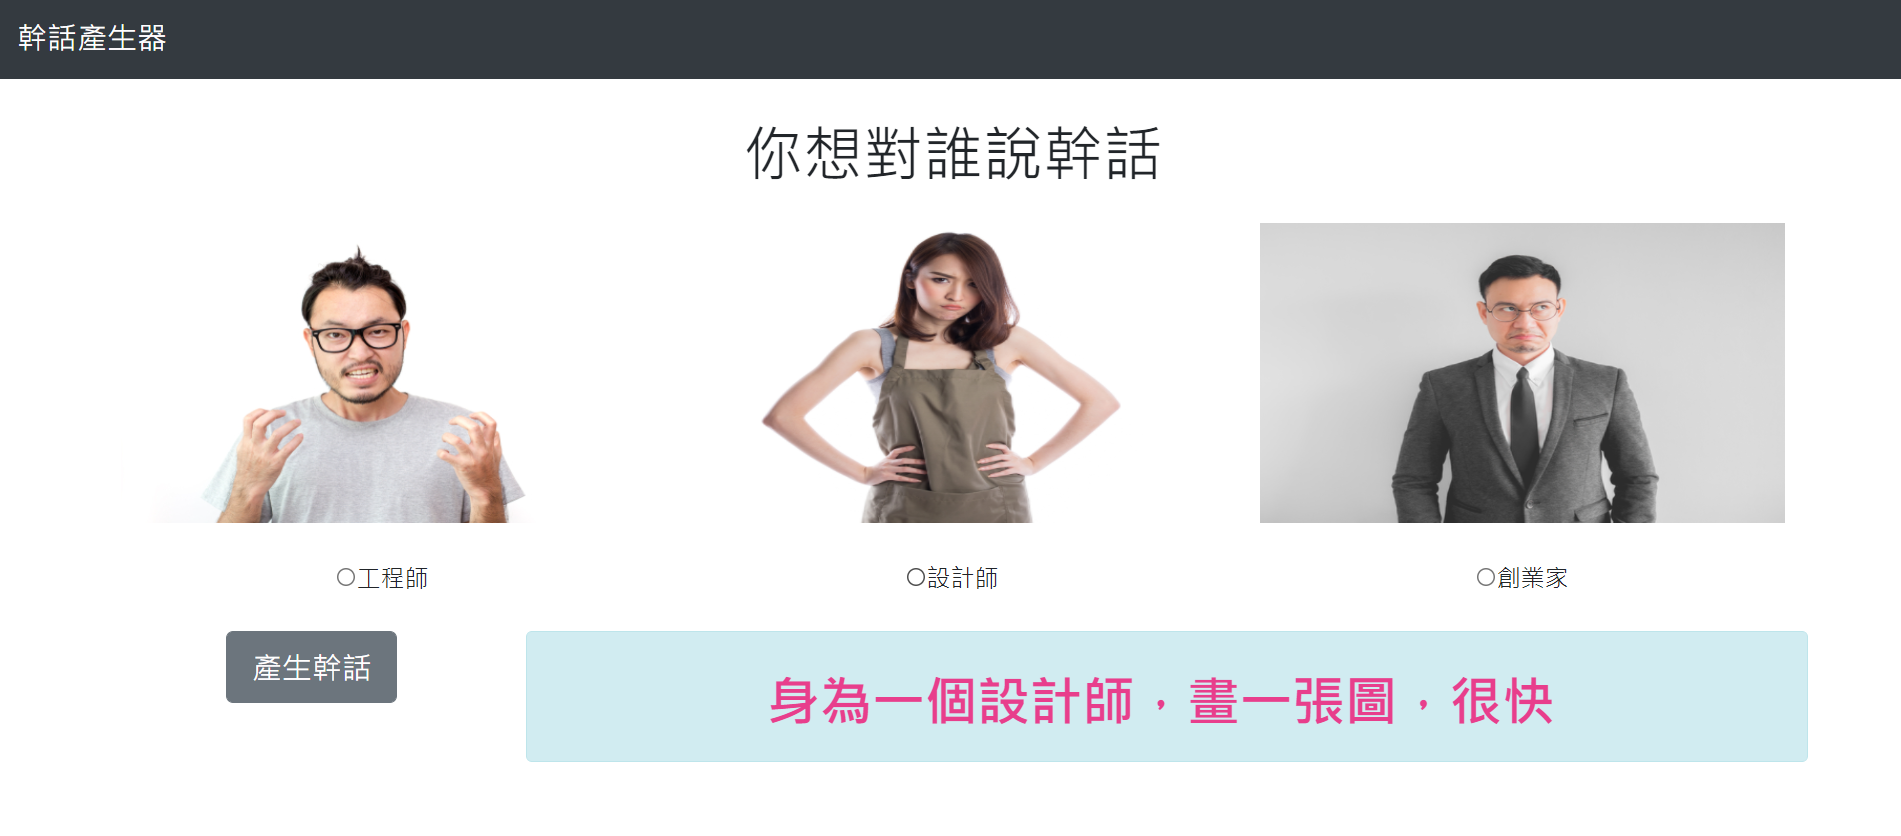 幹話產生器
你想對誰說幹話
工程師
設計師
創業家
產生幹話
身為一個設計師，畫一張圖，很快